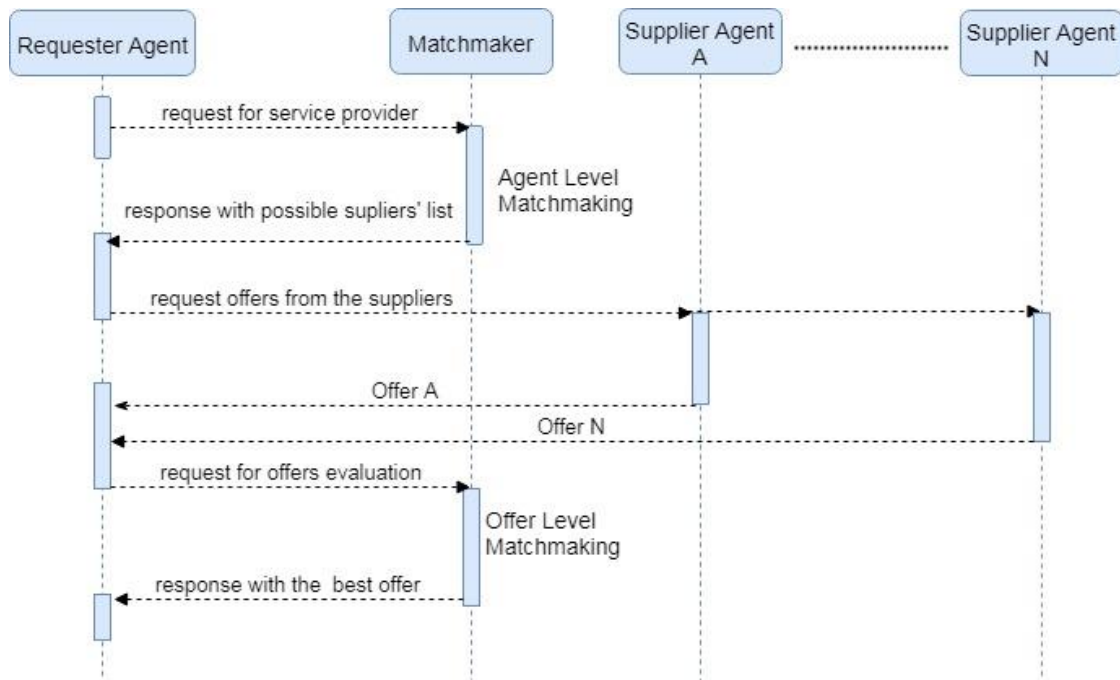 Requester Agent
Matchmaker
Supplier Agent
A
Supplier Agent
N
request for service provider
Agent Level
Matchmaking
response with possible supliers' list
request offers from the suppliers
Offer A
Offer N
request for offers evaluation
Offer Level
Matchmaking
response with the best offer